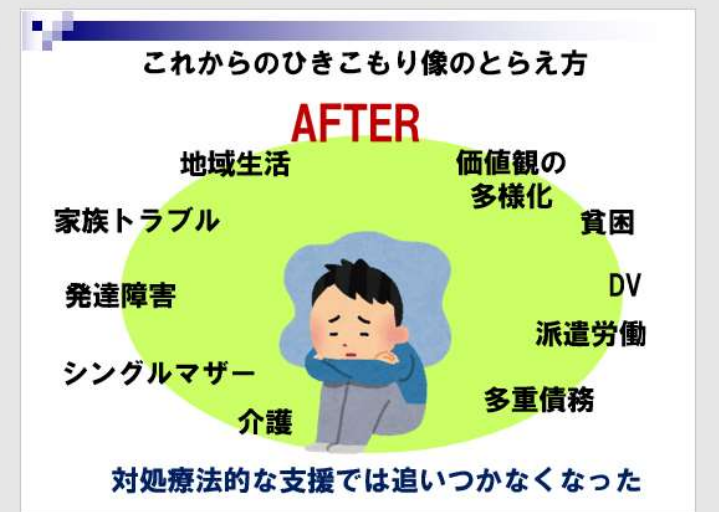 これからのひきこもり像のとらえ方
AFTER
地域生活
価値観の
多様化
家族トラブル
貧困
発達障害
DV
派遣労働
シングルマザー
多重債務
介護
対処療法的な支援では追いつかなくなった